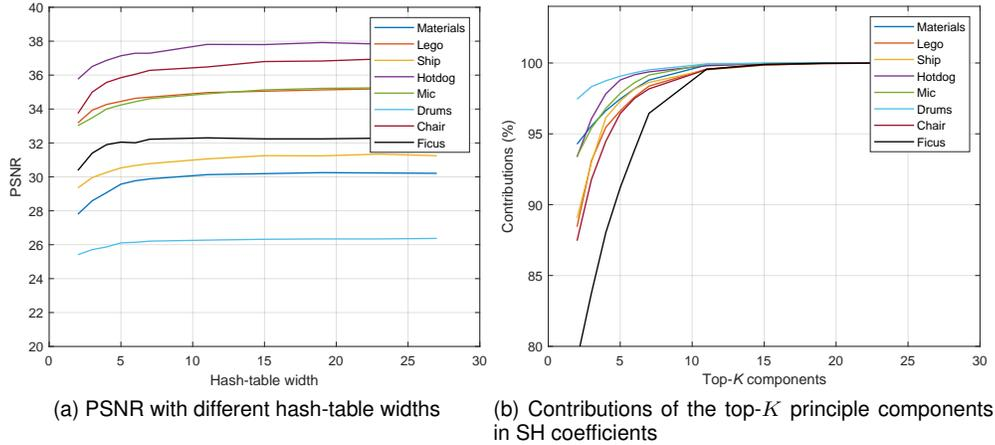 40
38
36
34
32
30
28
26
24
22
20
PSNR
0
5
10
15
20
25
30
Hash-table width
Materials
Lego
Ship
Hotdog
Mic
Drums
Chair
Ficus
(a) PSNR with different hash-table widths
100
95
90
85
80
Contributions (%)
0
5
10
15
20
25
30
Top-K components
Materials
Lego
Ship
Hotdog
Mic
Drums
Chair
Ficus
(b) Contributions of the top-K principle components
in SH coefficients